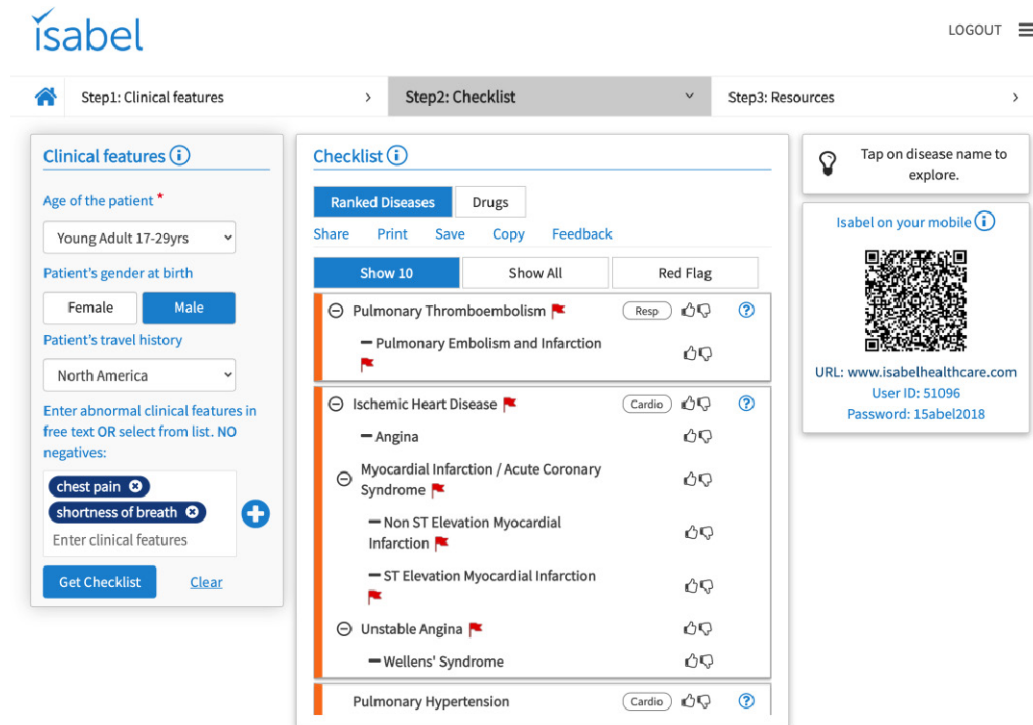 isabel
LOGOUT
Step1: Clinical features
Step2: Checklist
Step3: Resources
Clinical features
Age of the patient *
Young Adult 17-29yrs
Patient's gender at birth
Female
Male
Patient's travel history
North America
Enter abnormal clinical features in
free text OR select from list. NO
negatives:
chest pain
shortness of breath
Enter clinical features
Get Checklist
Clear
Checklist
Ranked Diseases
Drugs
Share
Print
Save
Copy
Feedback
Show 10
Show All
Red Flag
Pulmonary Thromboembolism
Resp
Pulmonary Embolism and Infarction
Ischemic Heart Disease
Cardio
Angina
Myocardial Infarction / Acute Coronary
Syndrome
Non ST Elevation Myocardial
Infarction
ST Elevation Myocardial Infarction
Unstable Angina
Wellens' Syndrome
Pulmonary Hypertension
Cardio
Tap on disease name to
explore.
Isabel on your mobile
URL: www.isabelhealthcare.com
User ID: 51096
Password: 15abel2018